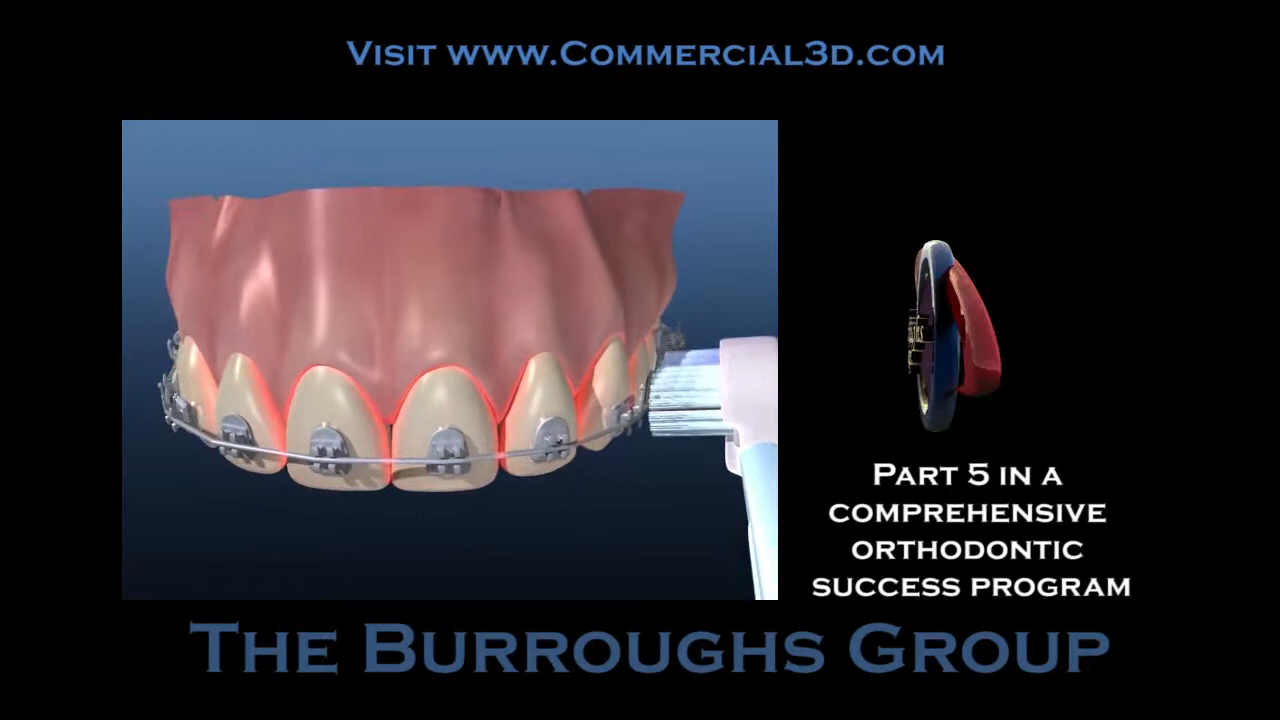 Visit www.Commercial3d.com
Part 5 in a
comprehensive
orthodontic
success program
The Burroughs Group